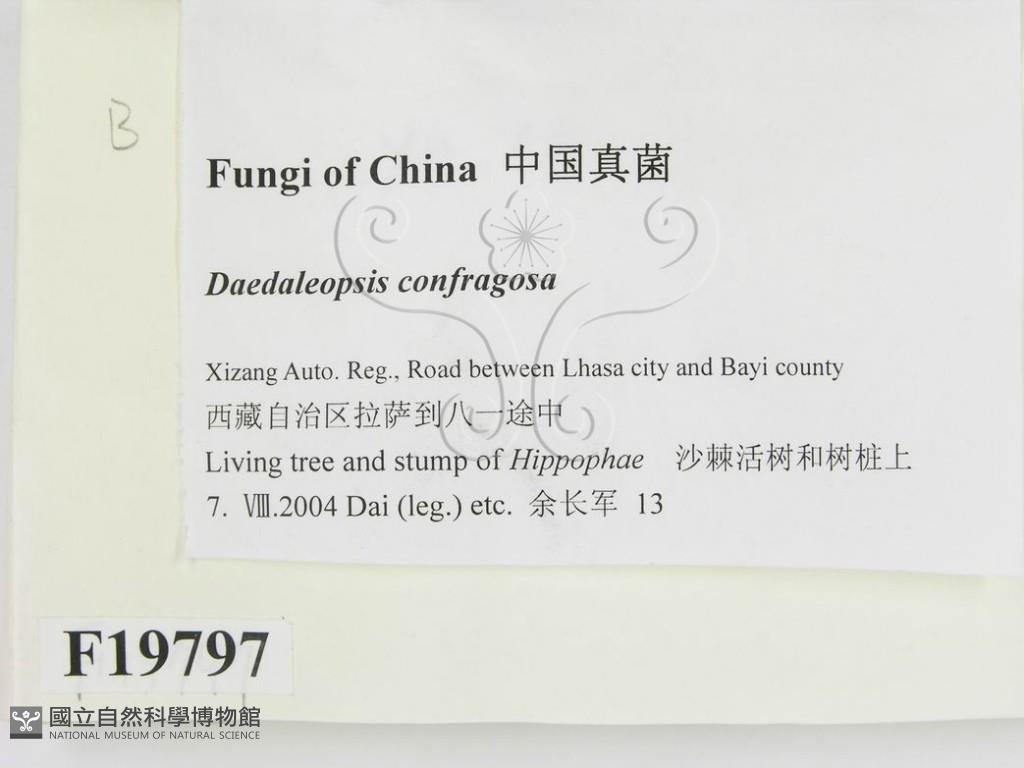 B
Fungi of China 中国真菌
Daedaleopsis confragosa
Xizang Auto. Reg., Road between Lhasa city and Bayi county
西藏自治区拉萨到八一途中
Living tree and stump of Hippophae 沙棘活树和树桩上
7. Ⅷ.2004 Dai (leg.) etc. 余长军 13
F19797
國立自然科學博物館
NATIONAL MUSEUM OF NATURAL SCIENCE